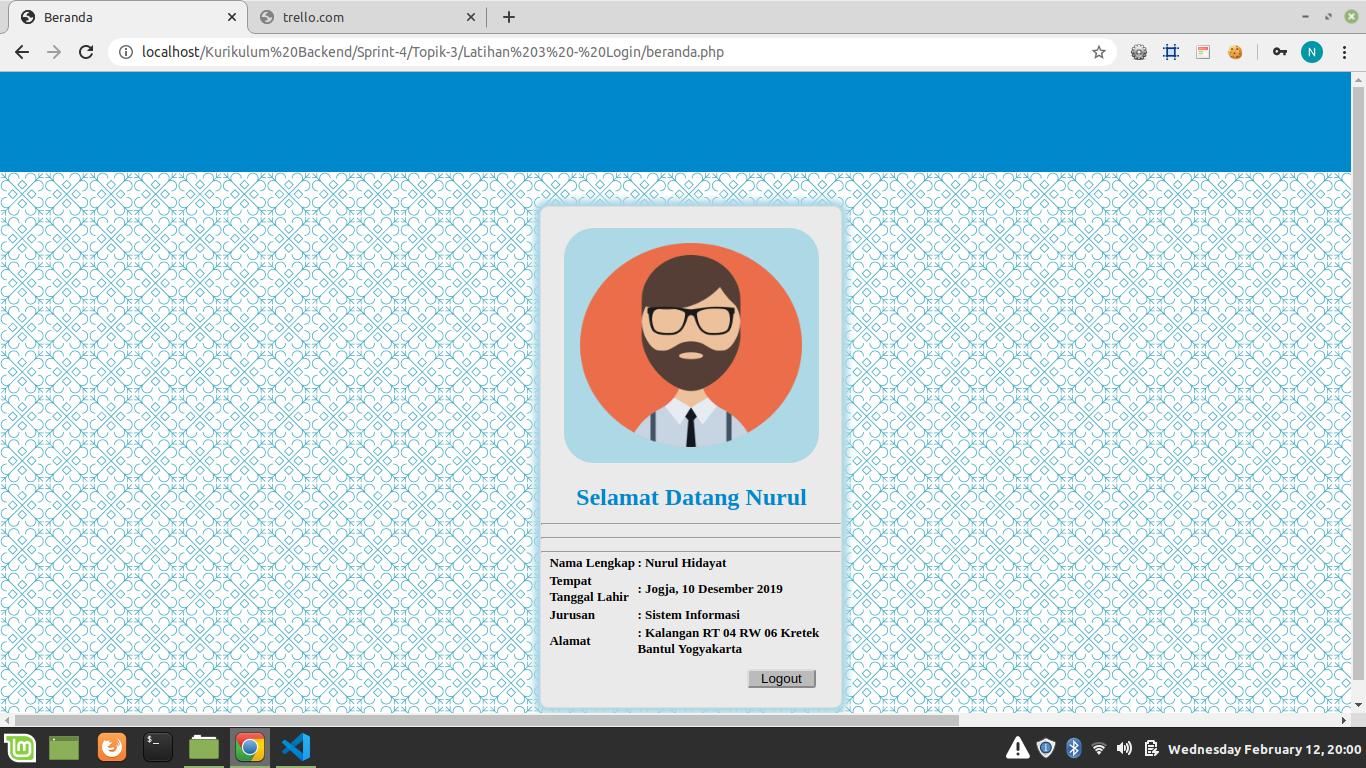 Beranda
trello.com
localhost/Kurikulum%20Backend/Sprint-4/Topik-3/Latihan%203%20-%20Login/beranda.php
N
Selamat Datang Nurul
Nama Lengkap : Nurul Hidayat
Tempat
Tanggal Lahir : Jogja, 10 Desember 2019
Jurusan : Sistem Informasi
Alamat : Kalangan RT 04 RW 06 Kretek
Bantul Yogyakarta
Logout
Wednesday February 12, 20:00